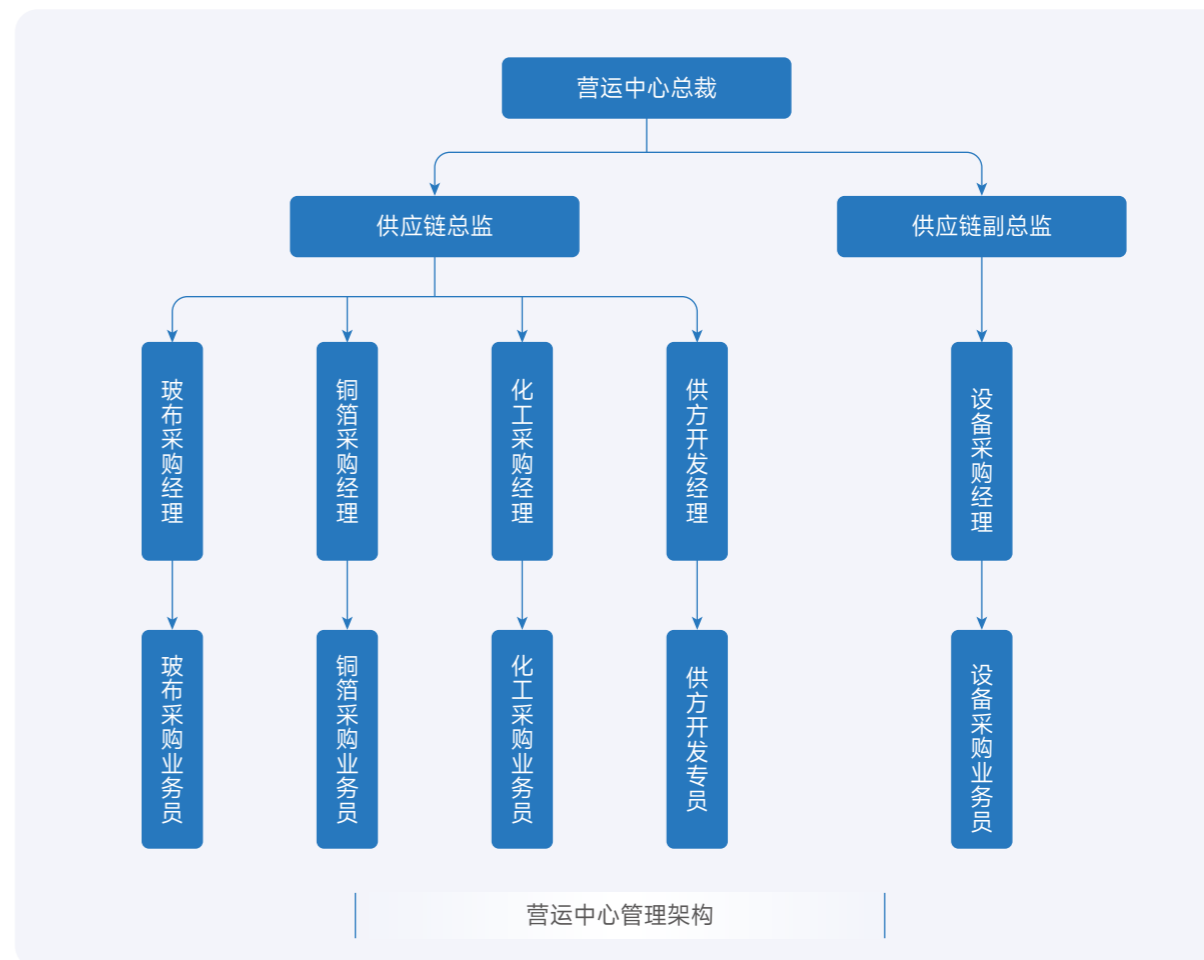 营运中心总裁
供应链总监
供应链副总监
玻布采购经理
铜箔采购经理
化工采购经理
供方开发经理
设备采购经理
玻布采购业务员
铜箔采购业务员
化工采购业务员
供方开发专员
设备采购业务员
营运中心管理架构